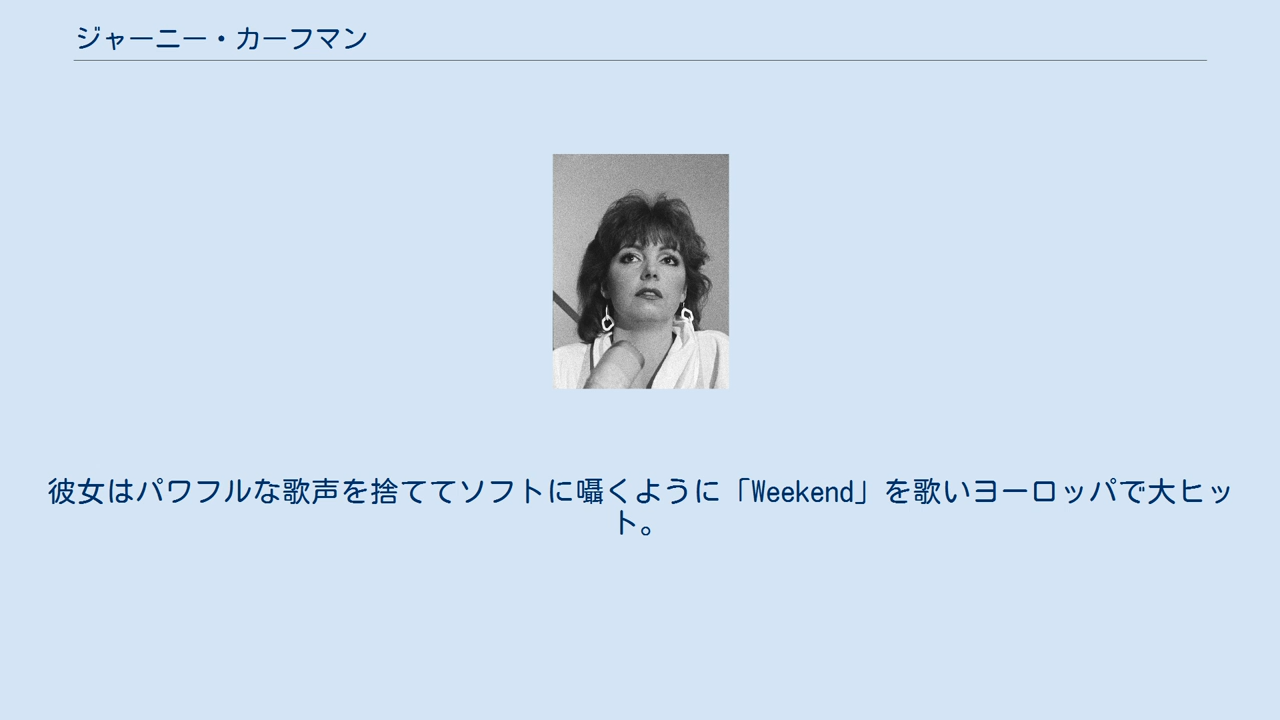 ジャーニー・カーフマン
彼女はパワフルな歌声を捨ててソフトに囁くように「Weekend」を歌いヨーロッパで大ヒッ
ト。